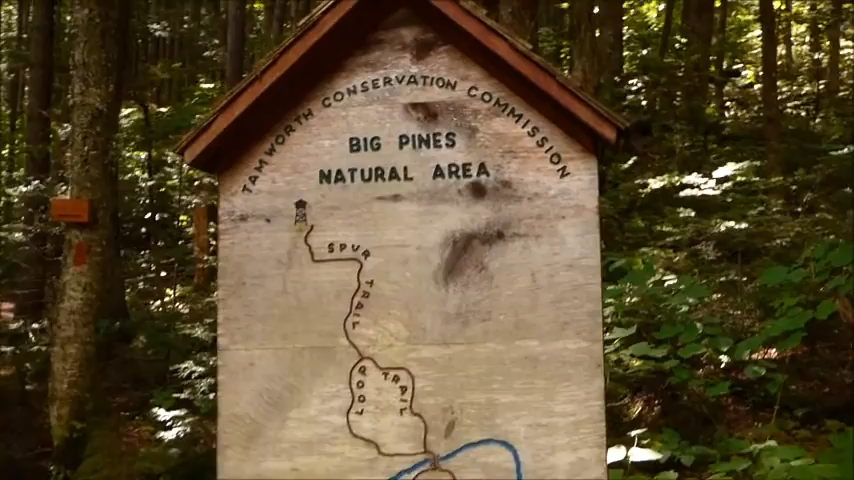 TAMWORTH CONSERVATION COMMISSION
BIG PINES
NATURAL AREA
SPUR TRAIL
LOOP TRAIL